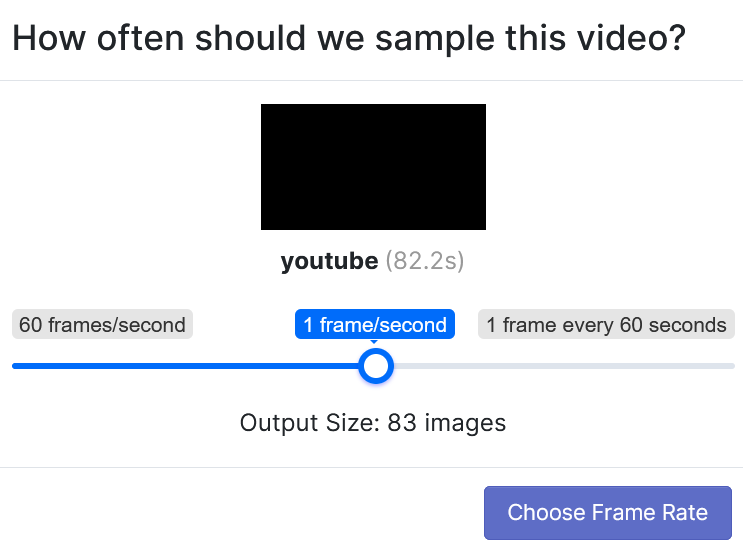 How often should we sample this video?
youtube (82.2s)
60 frames/second 1 frame/second 1 frame every 60 seconds
Output Size: 83 images
Choose Frame Rate